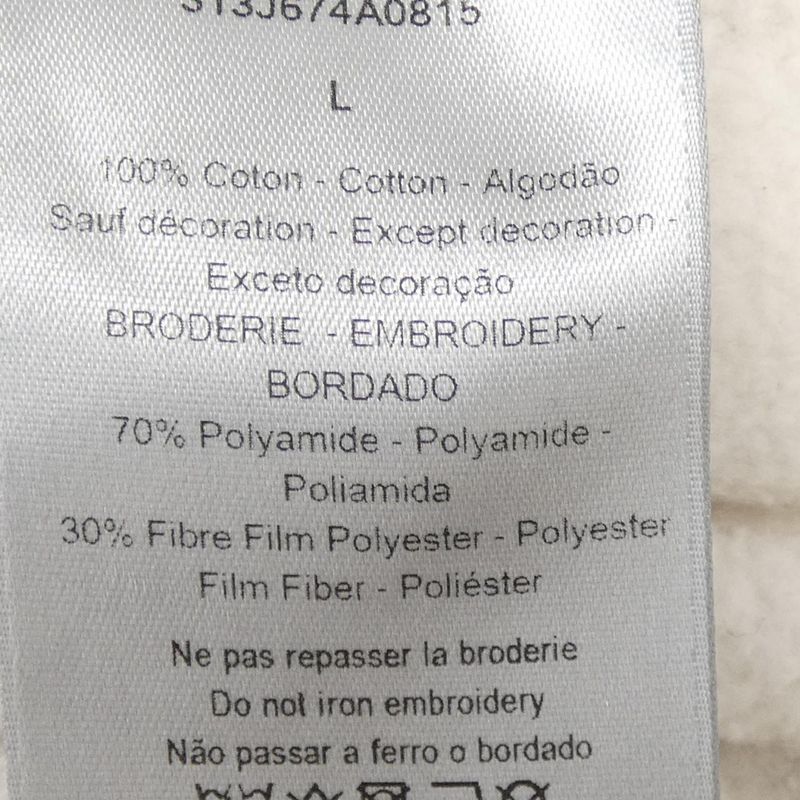 313J674A0815
L
100% Coton - Cotton - Algodão
Sauf décoration - Except decoration -
Exceto decoração
BRODERIE - EMBROIDERY -
BORDADO
70% Polyamide - Polyamide -
Poliamida
30% Fibre Film Polyester - Polyester
Film Fiber - Poliéster
Ne pas repasser la broderie
Do not iron embroidery
Não passar a ferro o bordado